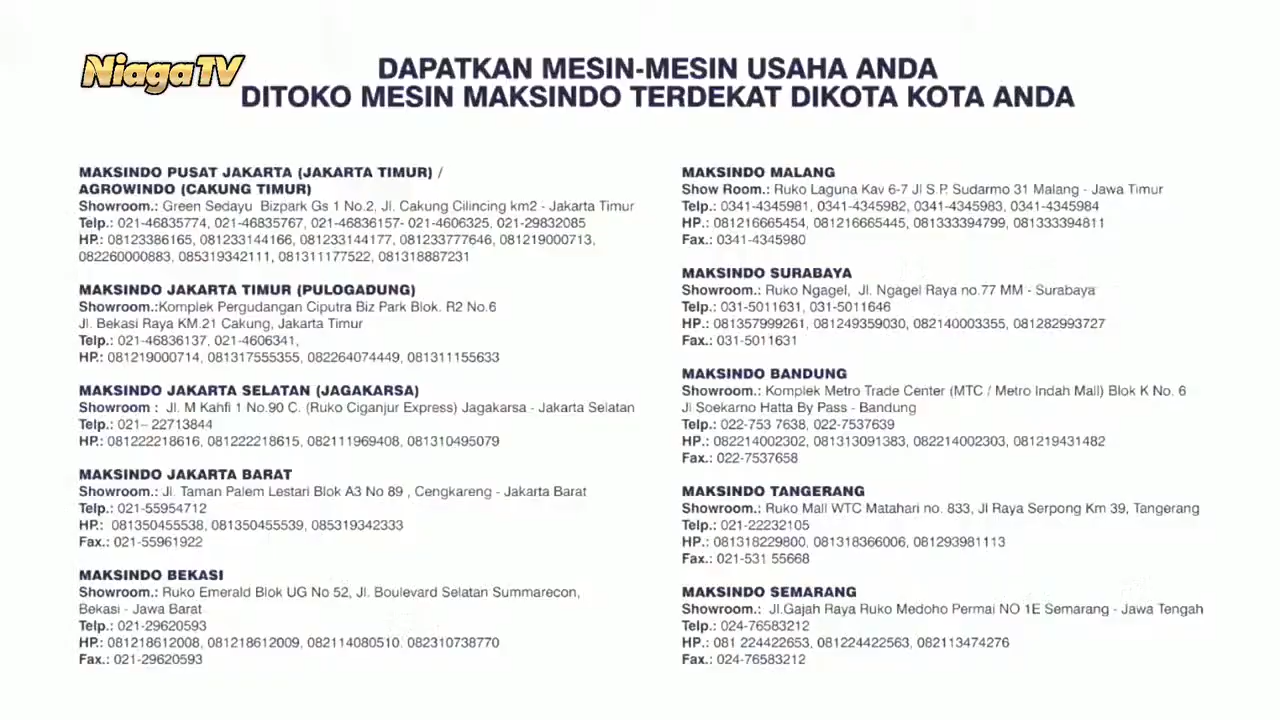 NiagaTV
DAPATKAN MESIN-MESIN USAHA ANDA
DITOKO MESIN MAKSINDO TERDEKAT DIKOTA KOTA ANDA
MAKSINDO PUSAT JAKARTA (JAKARTA TIMUR) /
AGROWINDO (CAKUNG TIMUR)
Showroom.: Green Sedayu Bizpark Gs 1 No.2, Jl. Cakung Cilincing km2 - Jakarta Timur
Telp.: 021-46835774, 021-46835767, 021-46836157- 021-4606325, 021-29832085
HP.: 08123386165, 081233144166, 081233144177, 081233777646, 081219000713,
082260000883, 085319342111, 081311177522, 081318887231
MAKSINDO JAKARTA TIMUR (PULOGADUNG)
Showroom.:Komplek Pergudangan Ciputra Biz Park Blok. R2 No.6
Jl. Bekasi Raya KM.21 Cakung, Jakarta Timur
Telp.: 021-46836137, 021-4606341,
HP.: 081219000714, 081317555355, 082264074449, 081311155633
MAKSINDO JAKARTA SELATAN (JAGAKARSA)
Showroom : Jl. M Kahfi 1 No.90 C. (Ruko Ciganjur Express) Jagakarsa - Jakarta Selatan
Telp.: 021– 22713844
HP.: 081222218616, 081222218615, 082111969408, 081310495079
MAKSINDO JAKARTA BARAT
Showroom.: Jl. Taman Palem Lestari Blok A3 No 89 , Cengkareng - Jakarta Barat
Telp.: 021-55954712
HP.: 081350455538, 081350455539, 085319342333
Fax.: 021-55961922
MAKSINDO BEKASI
Showroom.: Ruko Emerald Blok UG No 52, Jl. Boulevard Selatan Summarecon,
Bekasi - Jawa Barat
Telp.: 021-29620593
HP.: 081218612008, 081218612009, 082114080510, 082310738770
Fax.: 021-29620593
MAKSINDO MALANG
Show Room.: Ruko Laguna Kav 6-7 Jl S.P. Sudarmo 31 Malang - Jawa Timur
Telp.: 0341-4345981, 0341-4345982, 0341-4345983, 0341-4345984
HP.: 081216665454, 081216665445, 081333394799, 081333394811
Fax.: 0341-4345980
MAKSINDO SURABAYA
Showroom.: Ruko Ngagel, Jl. Ngagel Raya no.77 MM - Surabaya
Telp.: 031-5011631, 031-5011646
HP.: 081357999261, 081249359030, 082140003355, 081282993727
Fax.: 031-5011631
MAKSINDO BANDUNG
Showroom.: Komplek Metro Trade Center (MTC / Metro Indah Mall) Blok K No. 6
Jl Soekarno Hatta By Pass - Bandung
Telp.: 022-753 7638, 022-7537639
HP.: 082214002302, 081313091383, 082214002303, 081219431482
Fax.: 022-7537658
MAKSINDO TANGERANG
Showroom.: Ruko Mall WTC Matahari no. 833, Jl Raya Serpong Km 39, Tangerang
Telp.: 021-22232105
HP.: 081318229800, 081318366006, 081293981113
Fax.: 021-531 55668
MAKSINDO SEMARANG
Showroom.: Jl.Gajah Raya Ruko Medoho Permai NO 1E Semarang - Jawa Tengah
Telp.: 024-76583212
HP.: 081 224422653, 081224422563, 082113474276
Fax.: 024-76583212